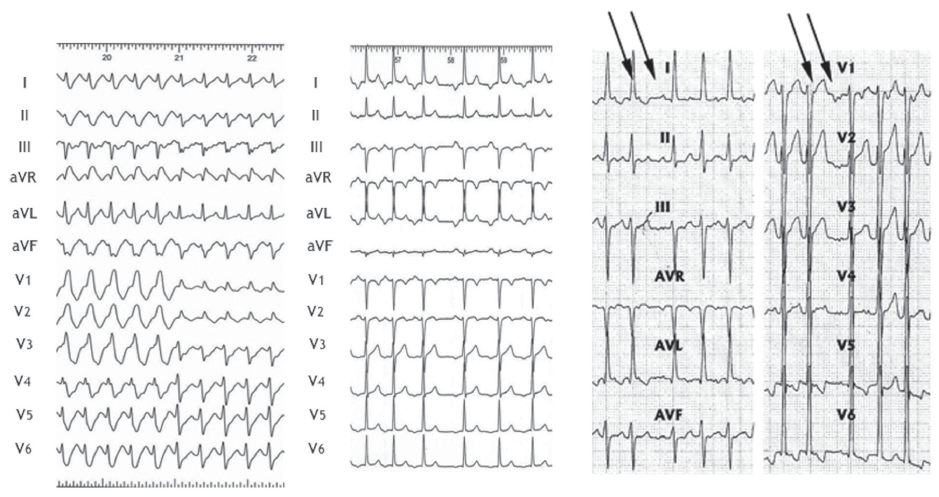 20 21 22
I
II
III
aVR
aVL
aVF
V1
V2
V3
V4
V5
V6
57 58 59
I
II
III
aVR
aVL
aVF
V1
V2
V3
V4
V5
V6
I
II
III
AVR
AVL
AVF
V1
V2
V3
V4
V5
V6